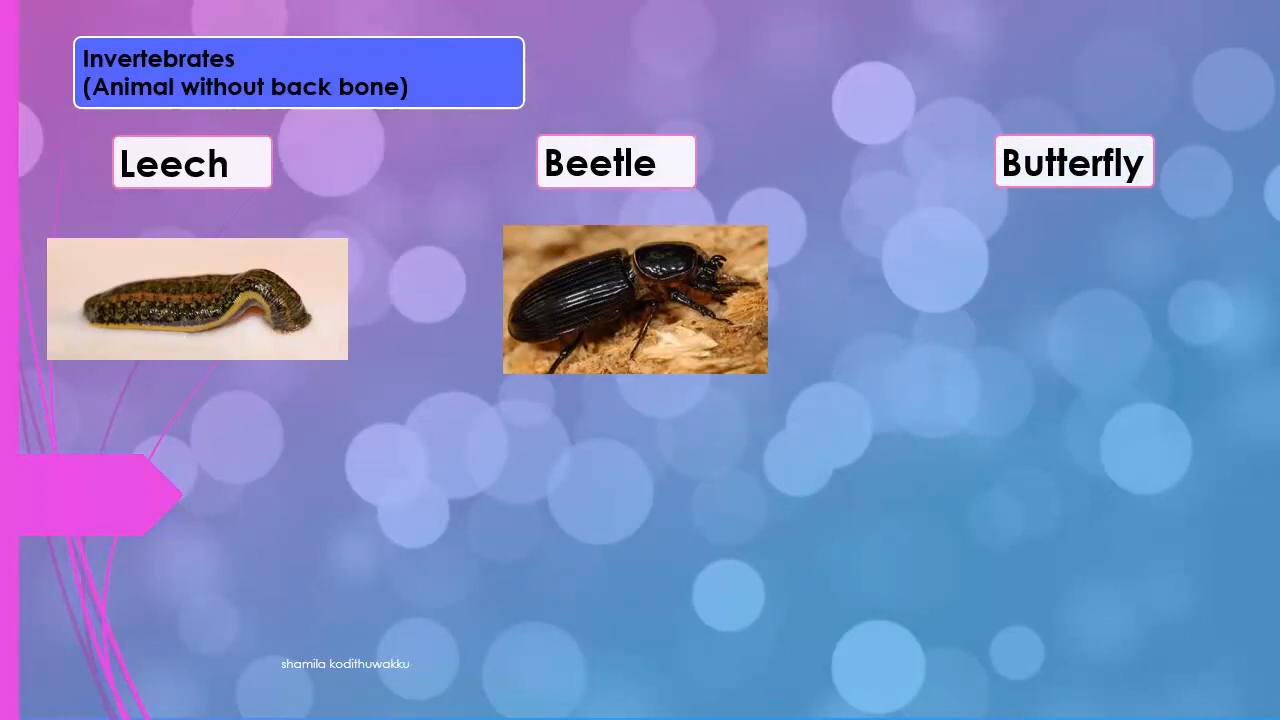 Invertebrates
(Animal without back bone)
Leech
Beetle
Butterfly
shamila kodithuwakku